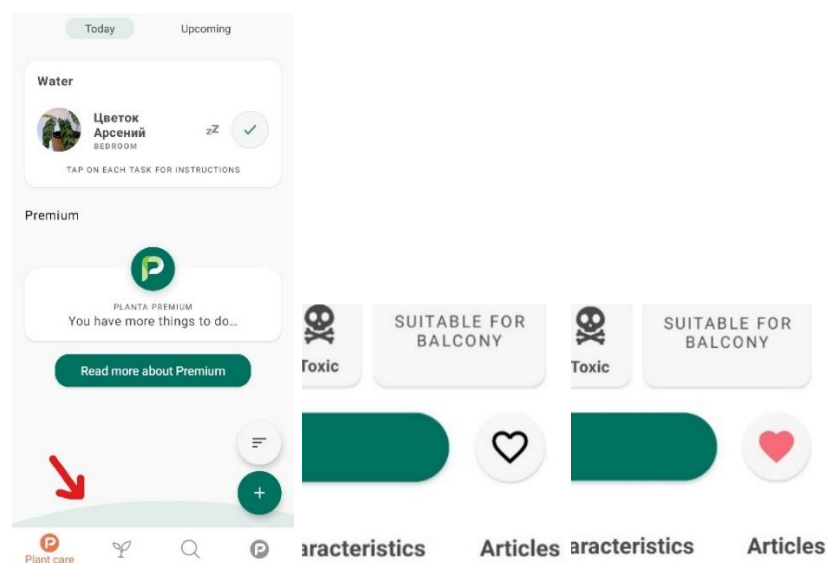 Today Upcoming
Water
Цветок
Арсений
BEDROOM
zZ
TAP ON EACH TASK FOR INSTRUCTIONS
Premium
PLANTA PREMIUM
You have more things to do...
Read more about Premium
Plant care
Toxic
SUITABLE FOR
BALCONY
aracteristics Articles
Toxic
SUITABLE FOR
BALCONY
aracteristics Articles